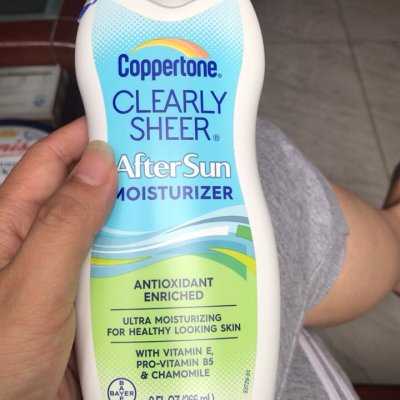 Coppertone®
CLEARLY
SHEER®
AfterSun
MOISTURIZER
ANTIOXIDANT
ENRICHED
ULTRA MOISTURIZING
FOR HEALTHY LOOKING SKIN
WITH VITAMIN E,
PRO-VITAMIN B5
& CHAMOMILE
BAYER